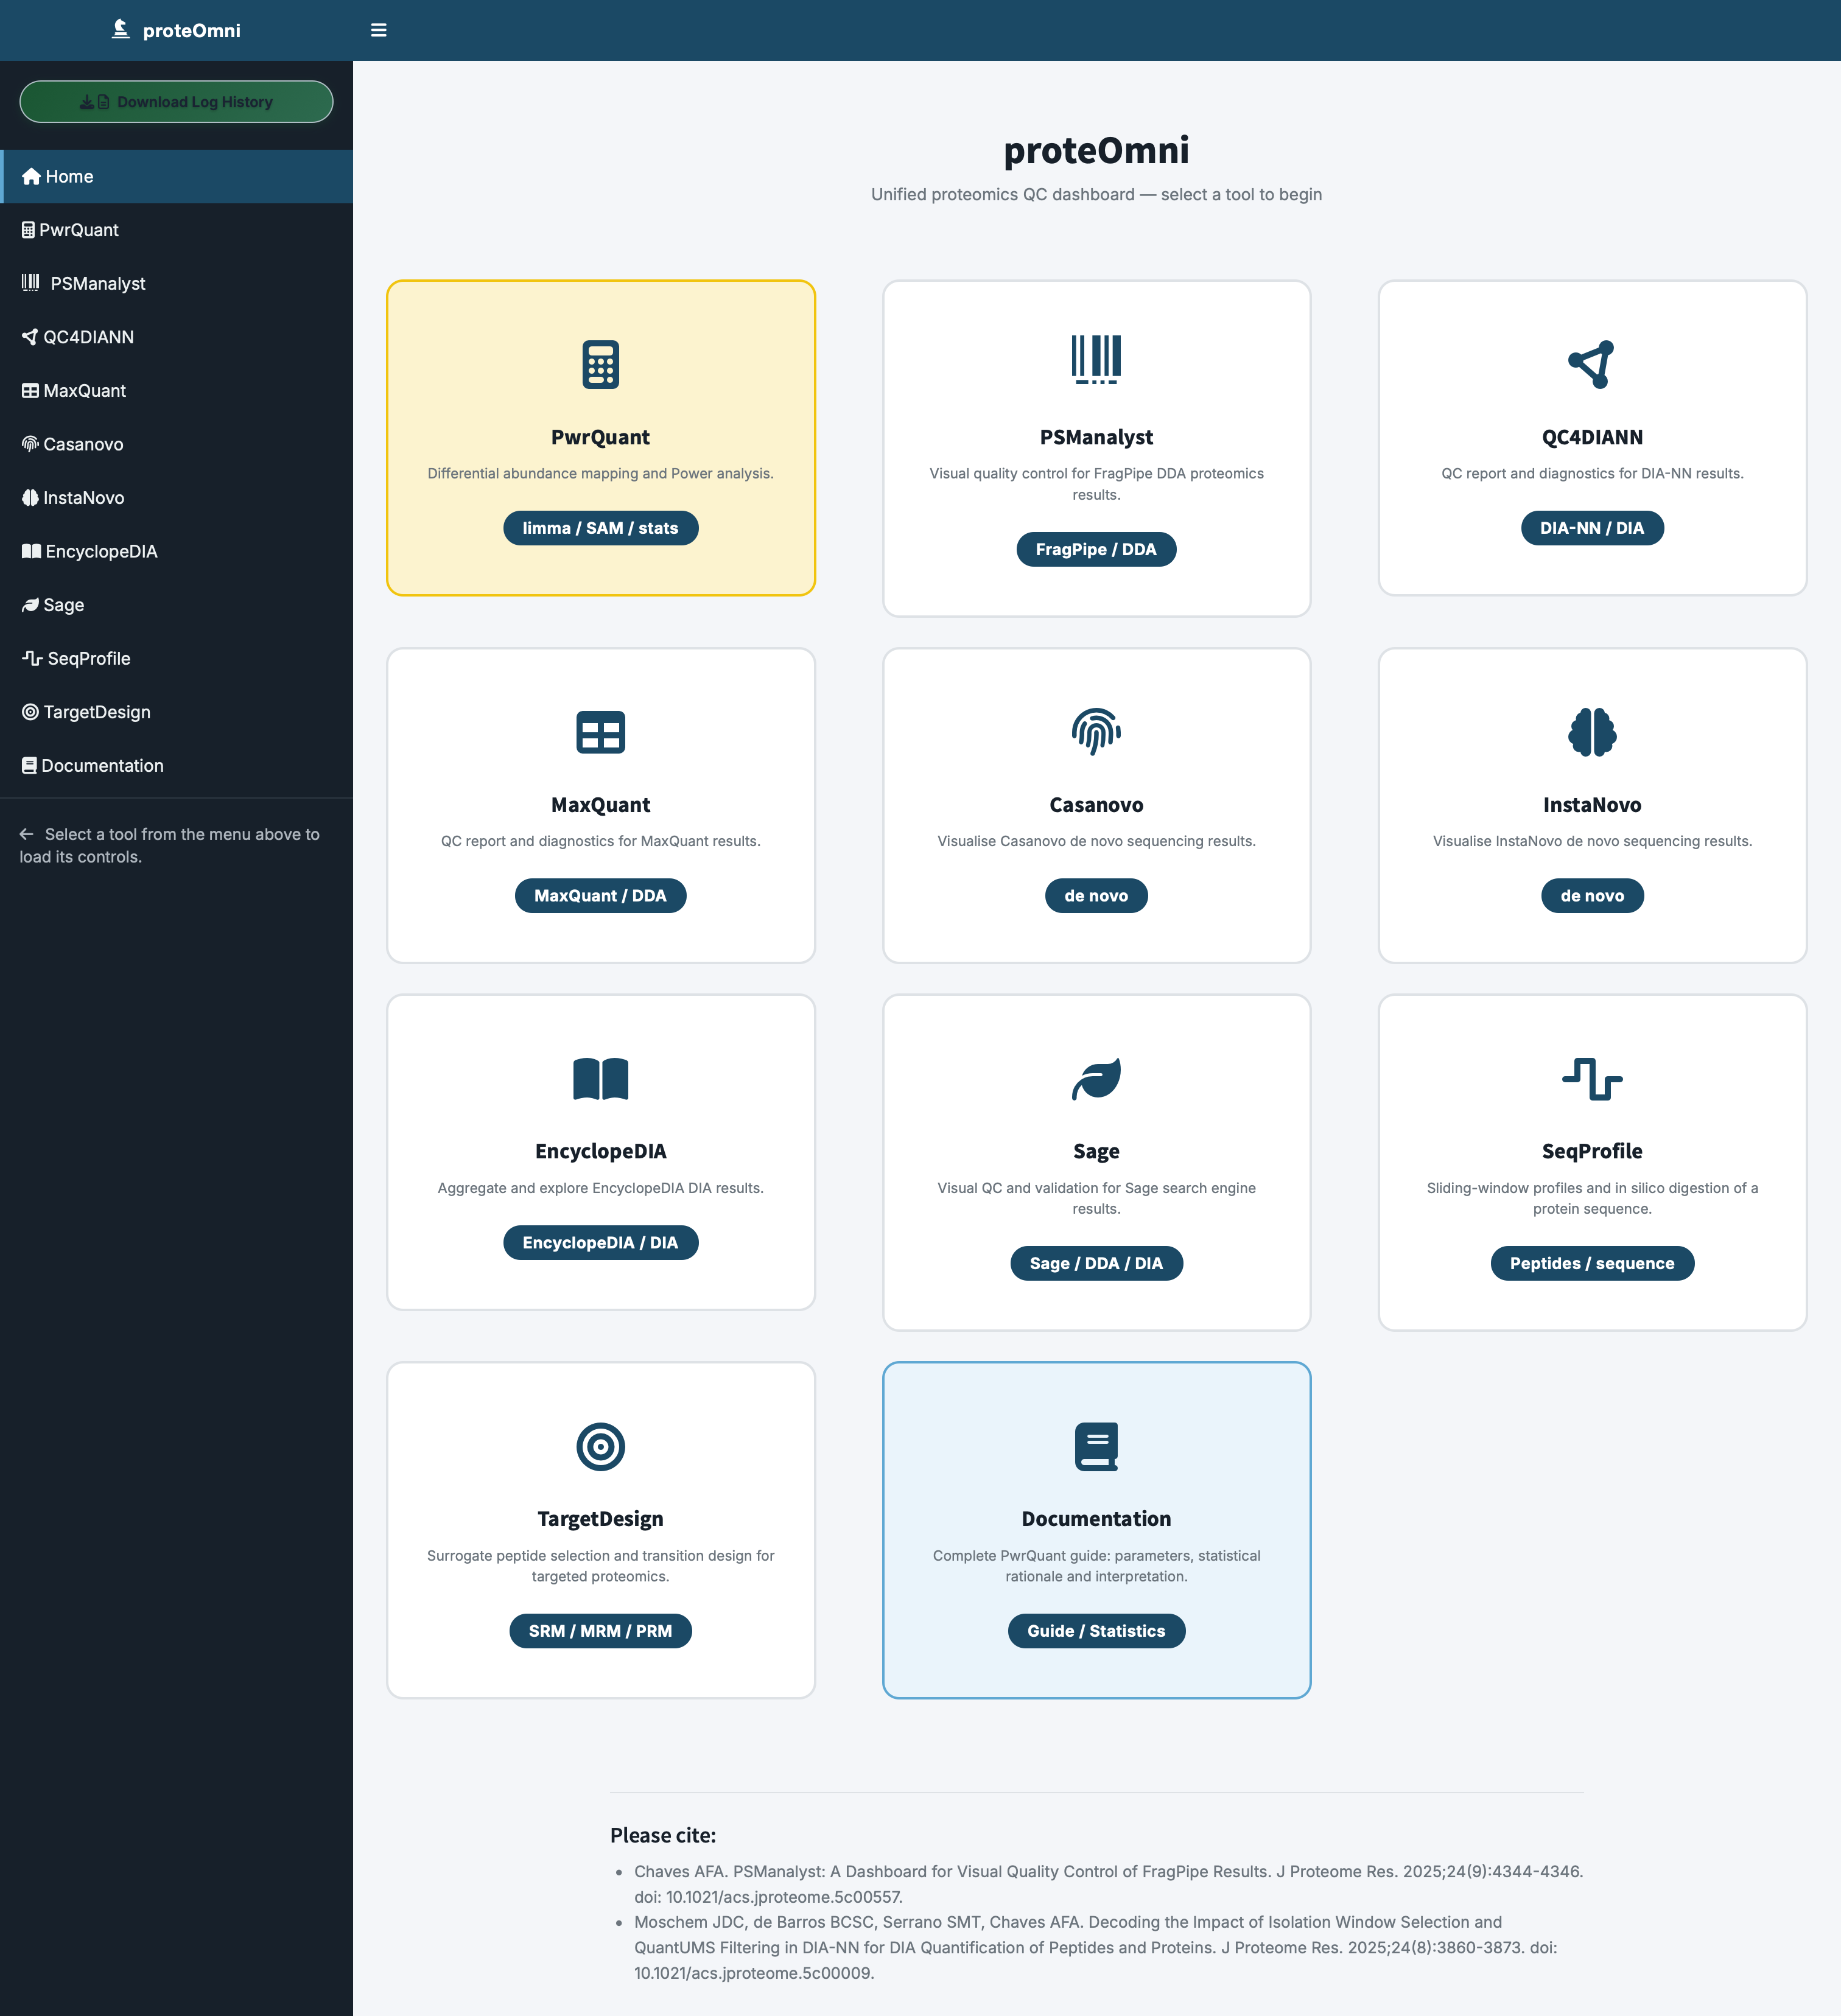 proteOmni
Download Log History
Home
PwrQuant
PSManalyst
QC4DIANN
MaxQuant
Casanovo
InstaNovo
EncyclopeDIA
Sage
SeqProfile
TargetDesign
Documentation
Select a tool from the menu above to
load its controls.
proteOmni
Unified proteomics QC dashboard — select a tool to begin
PwrQuant
Differential abundance mapping and Power analysis.
limma / SAM / stats
PSManalyst
Visual quality control for FragPipe DDA proteomics
results.
FragPipe / DDA
QC4DIANN
QC report and diagnostics for DIA-NN results.
DIA-NN / DIA
MaxQuant
QC report and diagnostics for MaxQuant results.
MaxQuant / DDA
Casanovo
Visualise Casanovo de novo sequencing results.
de novo
InstaNovo
Visualise InstaNovo de novo sequencing results.
de novo
EncyclopeDIA
Aggregate and explore EncyclopeDIA DIA results.
EncyclopeDIA / DIA
Sage
Visual QC and validation for Sage search engine
results.
Sage / DDA / DIA
SeqProfile
Sliding-window profiles and in silico digestion of a
protein sequence.
Peptides / sequence
TargetDesign
Surrogate peptide selection and transition design for
targeted proteomics.
SRM / MRM / PRM
Documentation
Complete PwrQuant guide: parameters, statistical
rationale and interpretation.
Guide / Statistics
Please cite:
• Chaves AFA. PSManalyst: A Dashboard for Visual Quality Control of FragPipe Results. J Proteome Res. 2025;24(9):4344-4346.
doi: 10.1021/acs.jproteome.5c00557.
• Moschem JDC, de Barros BCSC, Serrano SMT, Chaves AFA. Decoding the Impact of Isolation Window Selection and
QuantUMS Filtering in DIA-NN for DIA Quantification of Peptides and Proteins. J Proteome Res. 2025;24(8):3860-3873. doi:
10.1021/acs.jproteome.5c00009.